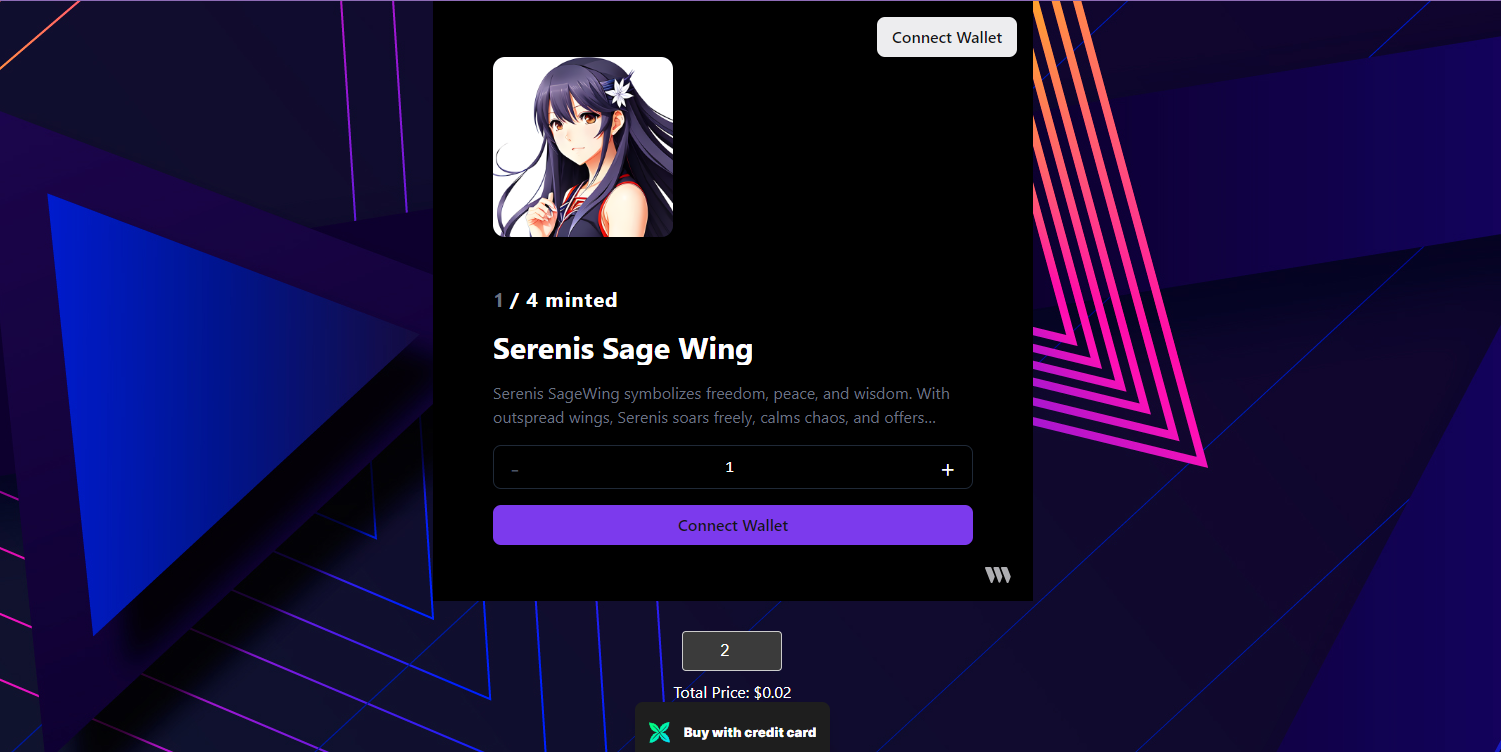 Connect Wallet
1 / 4 minted
Serenis Sage Wing
Serenis SageWing symbolizes freedom, peace, and wisdom. With
outspread wings, Serenis soars freely, calms chaos, and offers...
- 1 +
Connect Wallet
2
Total Price: $0.02
Buy with credit card